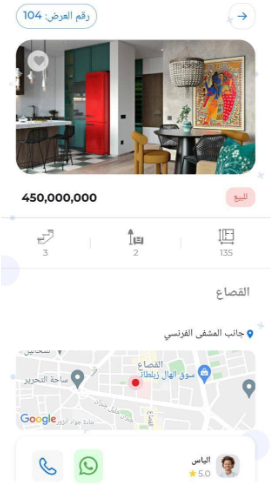 رقم العرض: 104
450,000,000
للبيع
3
2
135
القصاع
جانب المشفى الفرنسي
القصاع
سوق الهال زبلطاني
ساحة التحرير
القصاع
Google
الياس
5.0